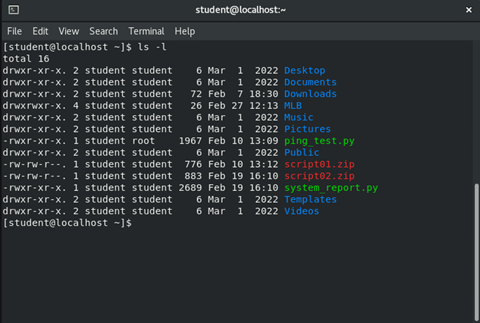 student@localhost:~
File Edit View Search Terminal Help
[student@localhost ~]$ ls -l
total 16
drwxr-xr-x. 2 student student    6 Mar  1  2022 Desktop
drwxr-xr-x. 2 student student    6 Mar  1  2022 Documents
drwxr-xr-x. 2 student student   72 Feb  7 18:30 Downloads
drwxrwxr-x. 4 student student   26 Feb 27 12:13 MLB
drwxr-xr-x. 2 student student    6 Mar  1  2022 Music
drwxr-xr-x. 2 student student    6 Mar  1  2022 Pictures
-rwxr-xr-x. 1 student root    1967 Feb 10 13:09 ping_test.py
drwxr-xr-x. 2 student student    6 Mar  1  2022 Public
-rw-rw-r--. 1 student student  776 Feb 10 13:12 script01.zip
-rw-rw-r--. 1 student student  883 Feb 19 16:10 script02.zip
-rwxr-xr-x. 1 student student 2689 Feb 19 16:10 system_report.py
drwxr-xr-x. 2 student student    6 Mar  1  2022 Templates
drwxr-xr-x. 2 student student    6 Mar  1  2022 Videos
[student@localhost ~]$